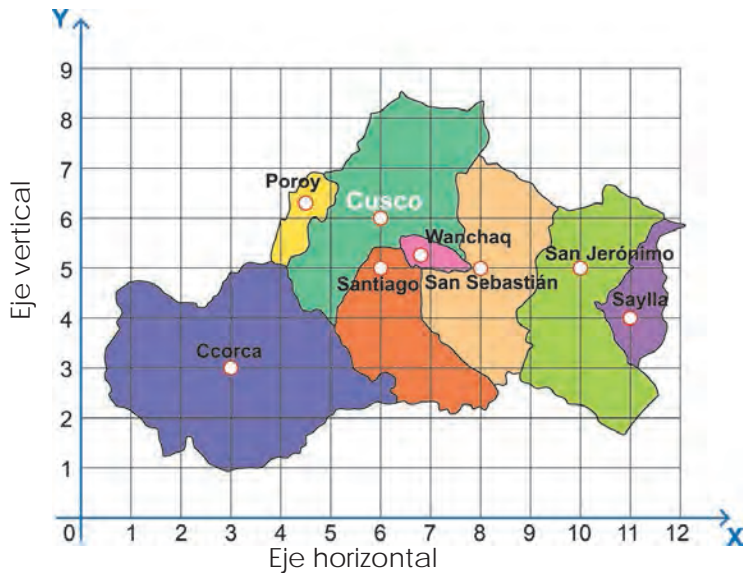 Y
9
8
7
Poroy
6
Cusco
Wanchaq
5
San Jerónimo
Santiago
San Sebastián
Saylla
4
Ccorca
3
2
1
0 1 2 3 4 5 6 7 8 9 10 11 12
X
Eje vertical
Eje horizontal